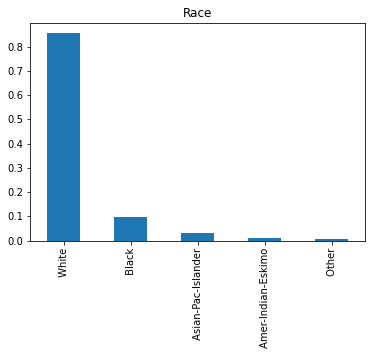 Race
0.8
0.7
0.6
0.5
0.4
0.3
0.2
0.1
0.0
White
Black
Asian-Pac-Islander
Amer-Indian-Eskimo
Other